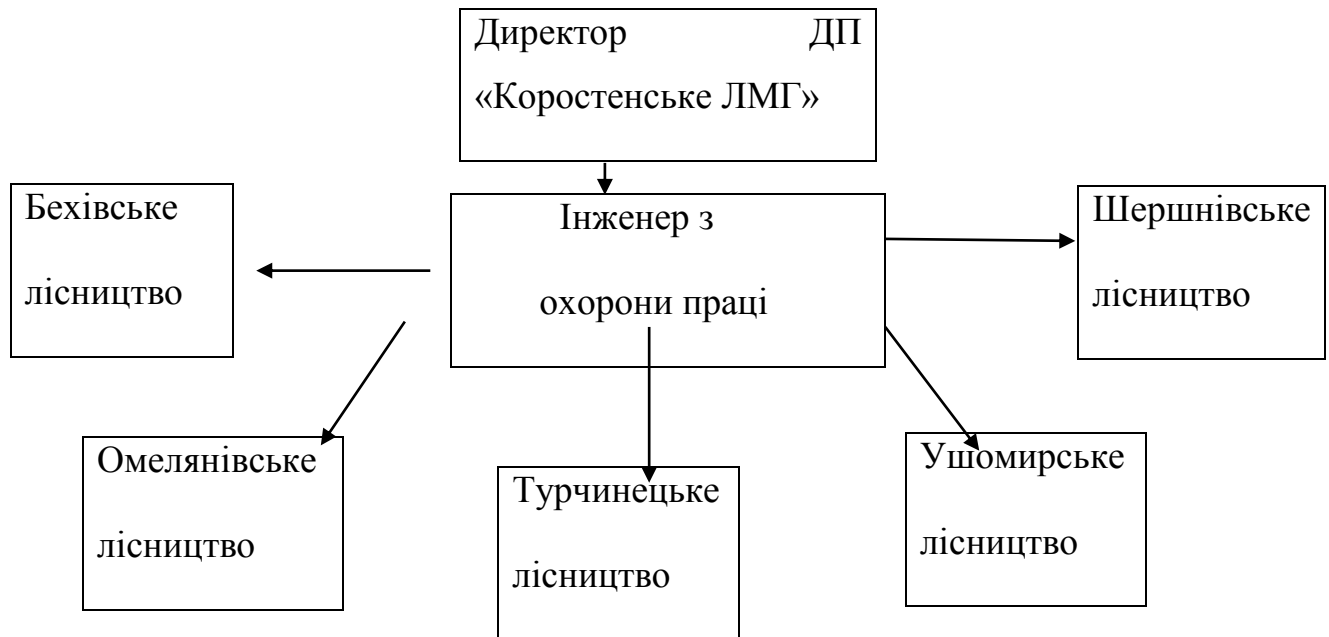 Директор ДП
«Коростенське ЛМГ»
Бехівське
лісництво
Інженер з
охорони праці
Шершнівське
лісництво
Омелянівське
лісництво
Турчинецьке
лісництво
Ушомирське
лісництво